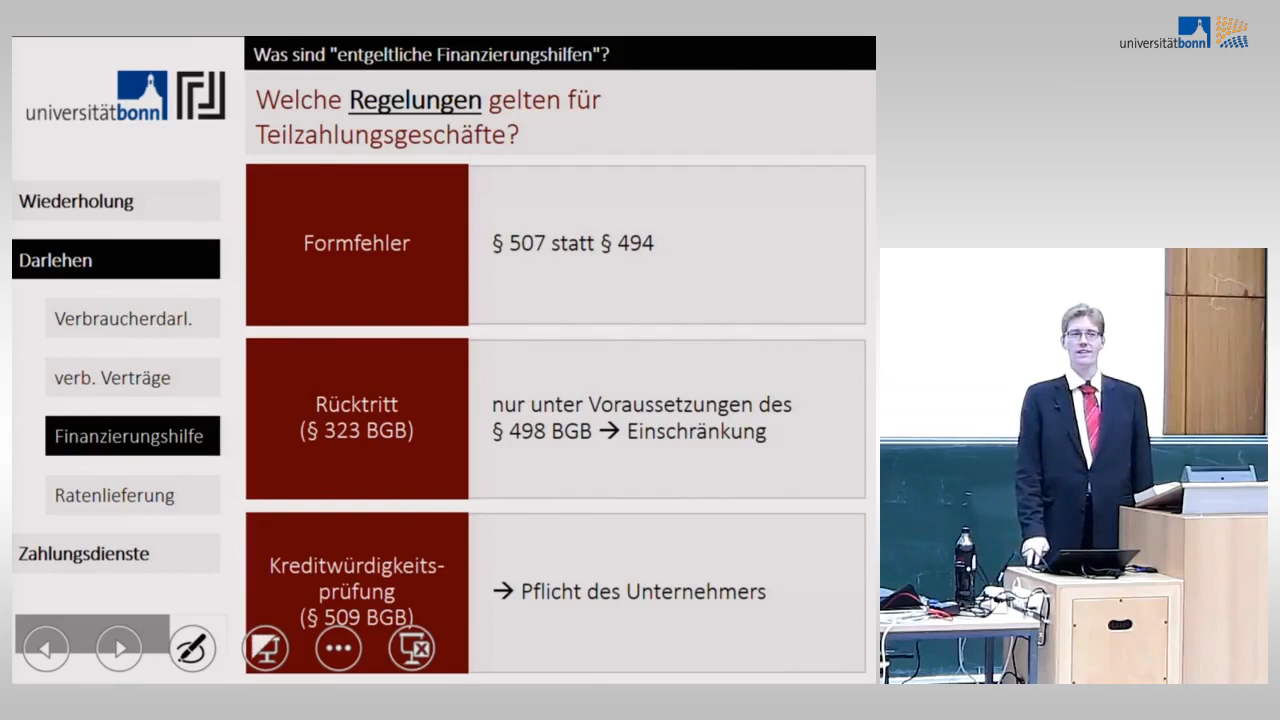 universitätbonn
Was sind "entgeltliche Finanzierungshilfen"?
universitätbonn
Welche Regelungen gelten für
Teilzahlungsgeschäfte?
Wiederholung
Darlehen
Verbraucherdarl.
verb. Verträge
Finanzierungshilfe
Ratenlieferung
Zahlungsdienste
Formfehler
§ 507 statt § 494
Rücktritt
(§ 323 BGB)
nur unter Voraussetzungen des
§ 498 BGB → Einschränkung
Kreditwürdigkeits-
prüfung
(§ 509 BGB)
→ Pflicht des Unternehmers